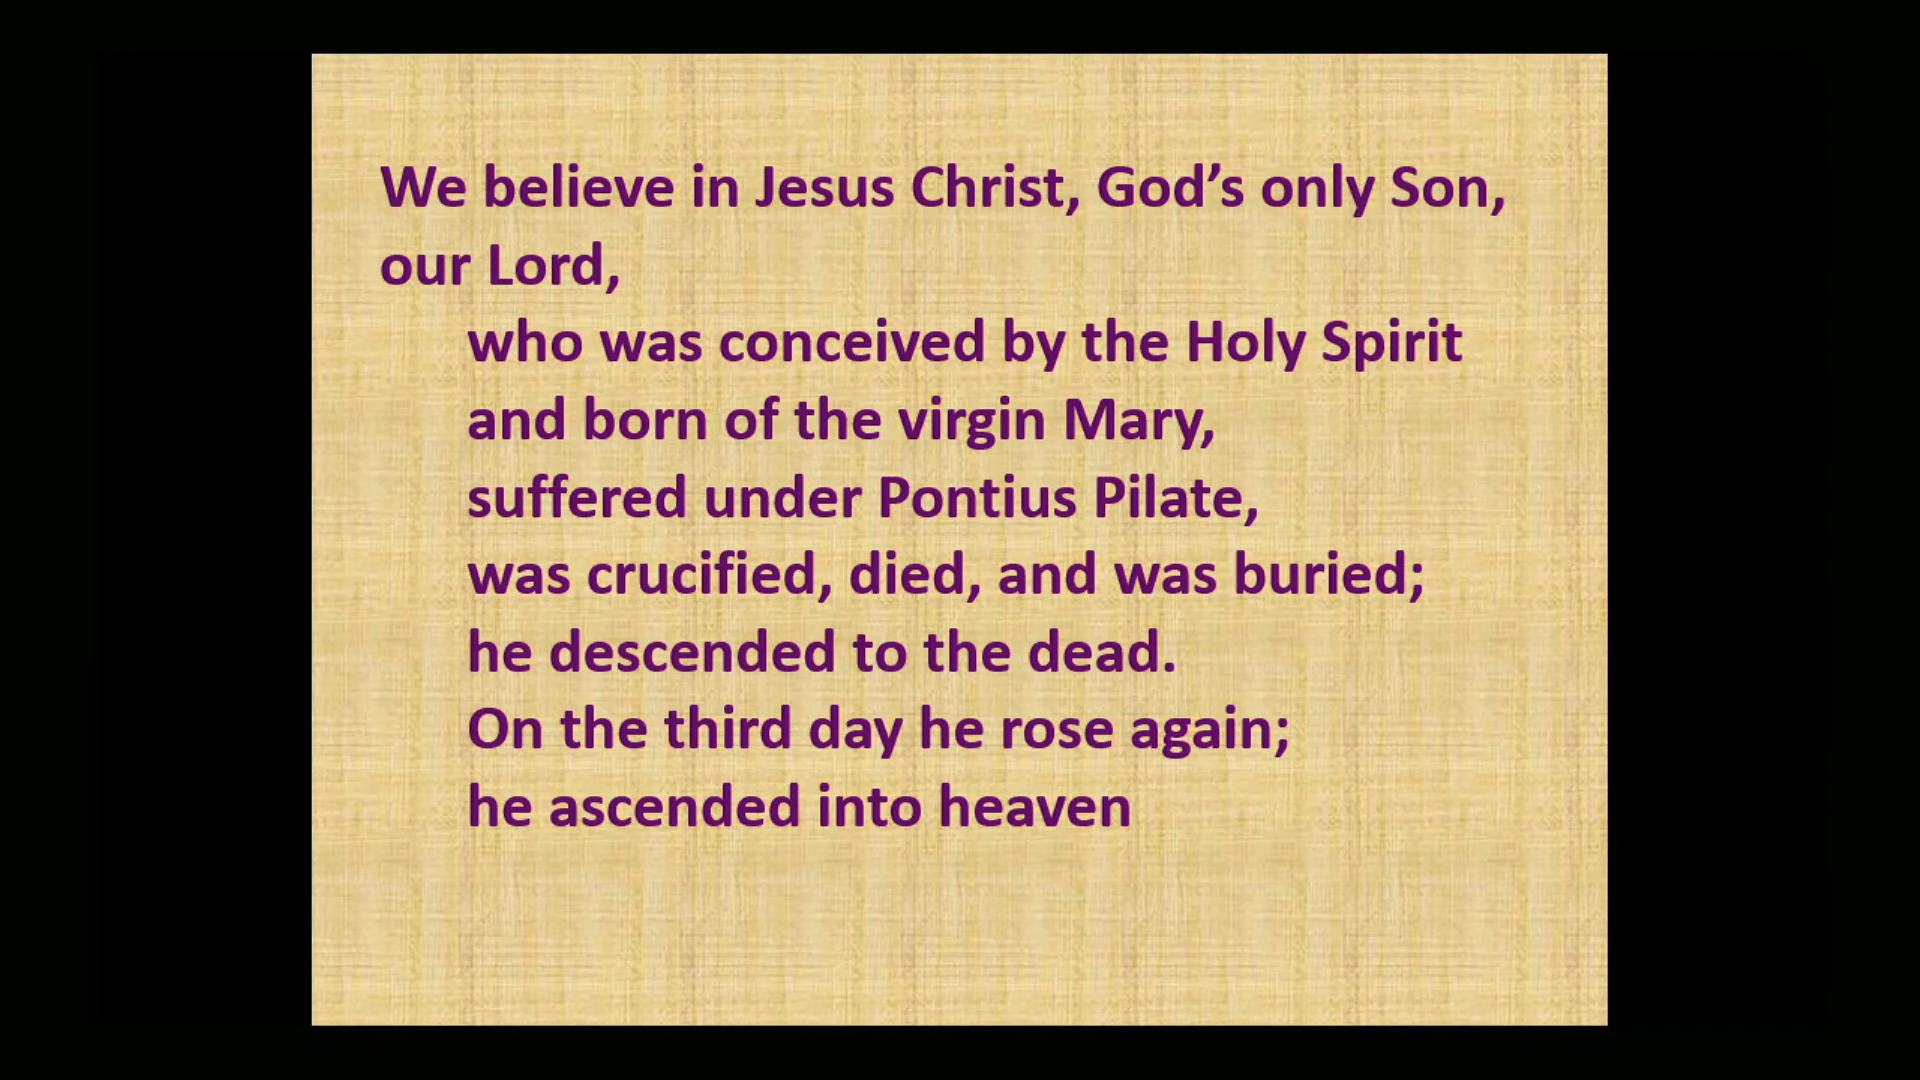 We believe in Jesus Christ, God’s only Son,
our Lord,
who was conceived by the Holy Spirit
and born of the virgin Mary,
suffered under Pontius Pilate,
was crucified, died, and was buried;
he descended to the dead.
On the third day he rose again;
he ascended into heaven